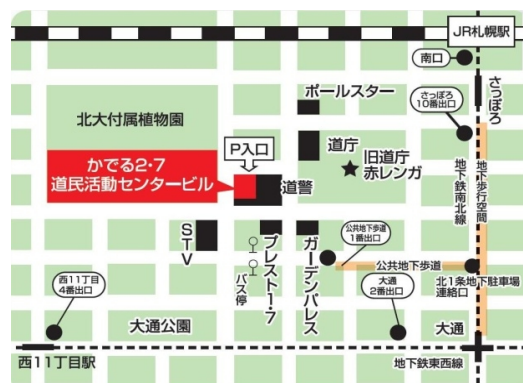 JR札幌駅
南口
さっぽろ
さっぽろ
10番出口
ポールスター
北大付属植物園
P入口
道庁
旧道庁
赤レンガ
かでる2・7
道民活動センタービル
道警
地下鉄南北線
地下歩行空間
STV
バス停
プレスト1・7
ガーデンパレス
公共地下歩道
1番出口
公共地下歩道
北1条地下駐車場
連絡口
西11丁目
4番出口
大通
2番出口
大通公園
大通
西11丁目駅
地下鉄東西線